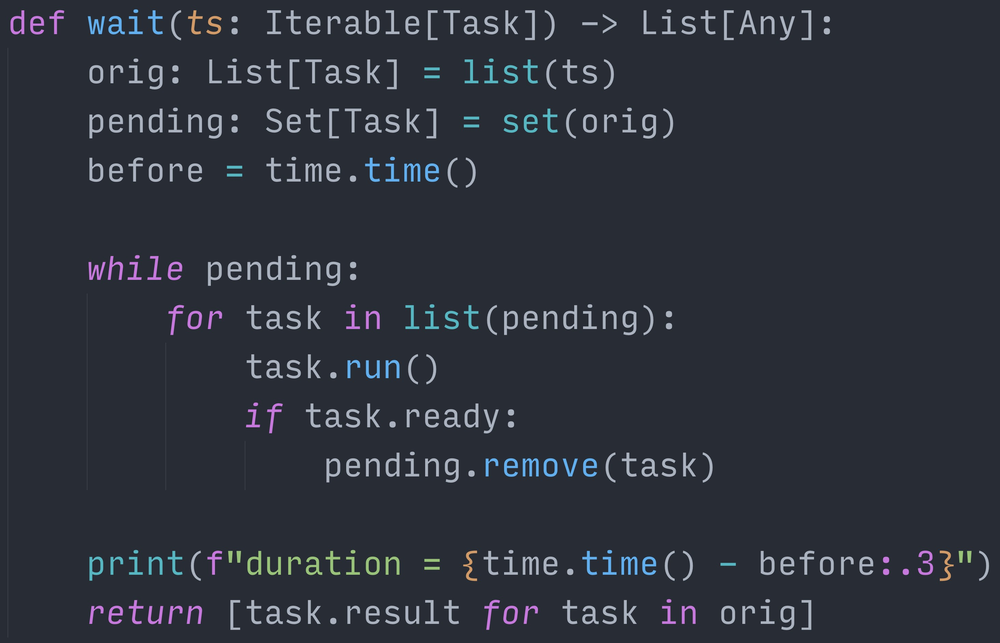 def wait(ts: Iterable[Task]) -> List[Any]:
    orig: List[Task] = list(ts)
    pending: Set[Task] = set(orig)
    before = time.time()

    while pending:
        for task in list(pending):
            task.run()
            if task.ready:
                pending.remove(task)

    print(f"duration = {time.time() - before:.3}")
    return [task.result for task in orig]